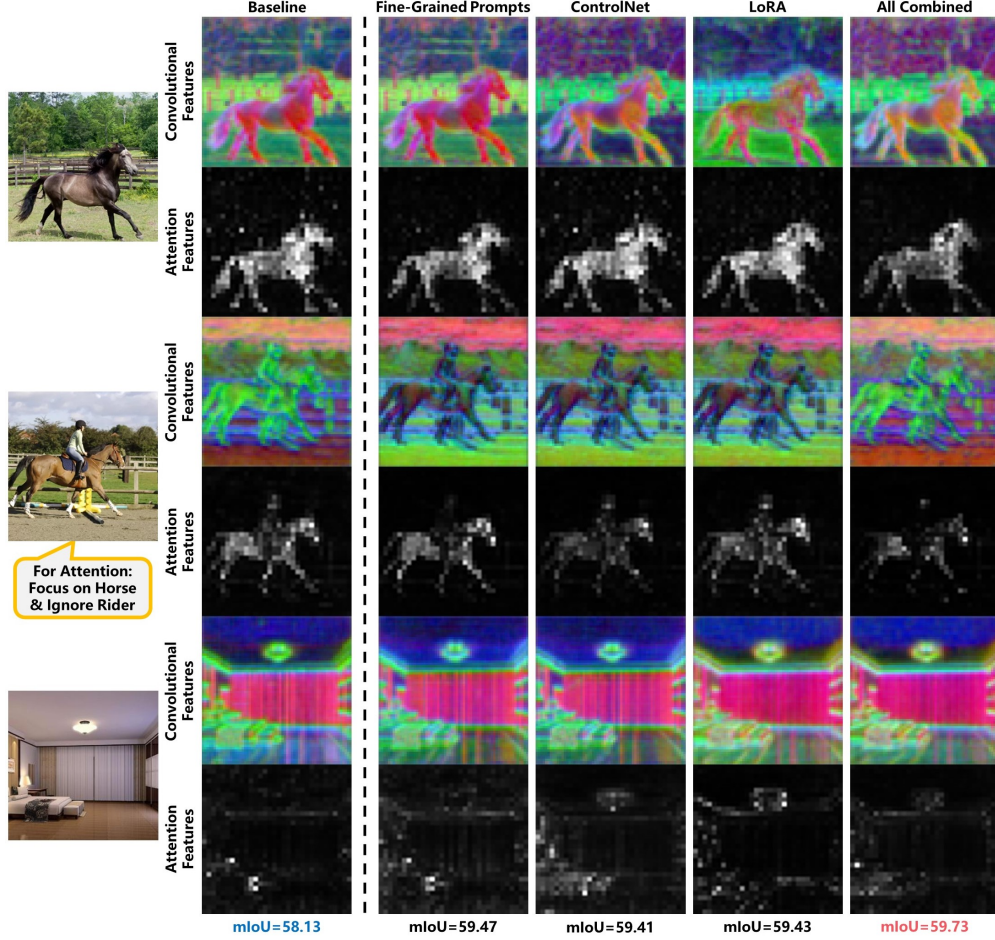 Baseline
Fine-Grained Prompts
ControlNet
LoRA
All Combined
Convolutional
Features
Attention
Features
Convolutional
Features
Attention
Features
For Attention:
Focus on Horse
& Ignore Rider
Convolutional
Features
Attention
Features
mIoU=58.13
mIoU=59.47
mIoU=59.41
mIoU=59.43
mIoU=59.73